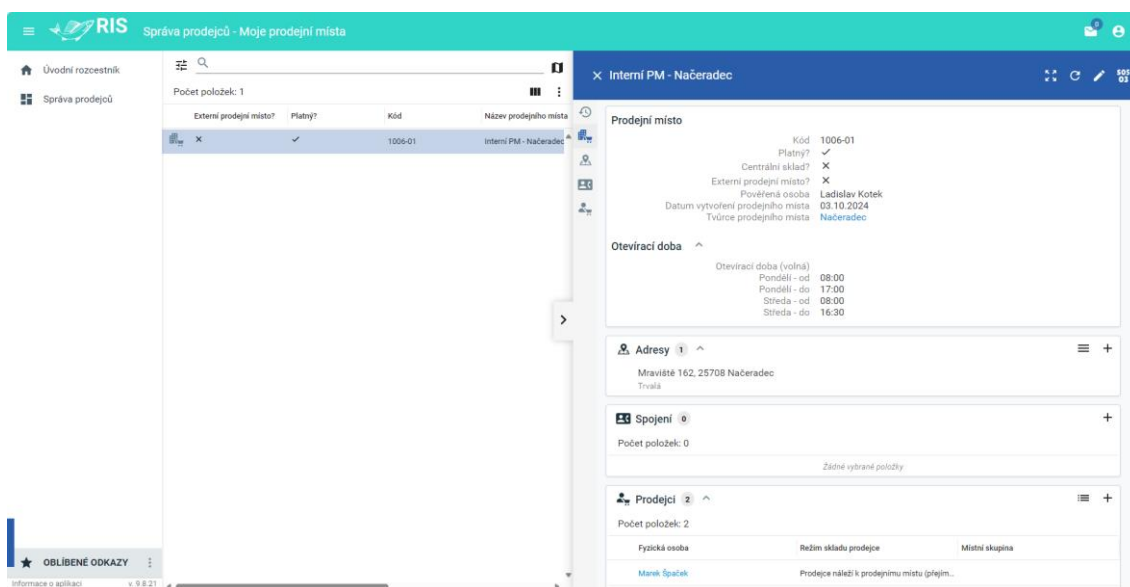 RIS Správa prodejců - Moje prodejní místa
0
Úvodní rozcestník
Správa prodejců
Počet položek: 1
Externí prodejní místo? Platný? Kód Název prodejního místa
1006-01 Interní PM - Načeradec
OBLÍBENÉ ODKAZY
Informace o aplikaci v. 9.8.21
Interní PM - Načeradec
Prodejní místo
Kód 1006-01
Platný?
Centrální sklad?
Externí prodejní místo?
Pověřená osoba Ladislav Kotek
Datum vytvoření prodejního místa 03.10.2024
Tvůrce prodejního místa Načeradec
Otevírací doba
Otevírací doba (volná)
Pondělí - od 08:00
Pondělí - do 17:00
Středa - od 08:00
Středa - do 16:30
Adresy 1
Mraviště 162, 25708 Načeradec
Trvalá
Spojení 0
Počet položek: 0
Žádné vybrané položky
Prodejci 2
Počet položek: 2
Fyzická osoba Režim skladu prodejce Místní skupina
Marek Špaček Prodejce náleží k prodejnímu místu (přejím...